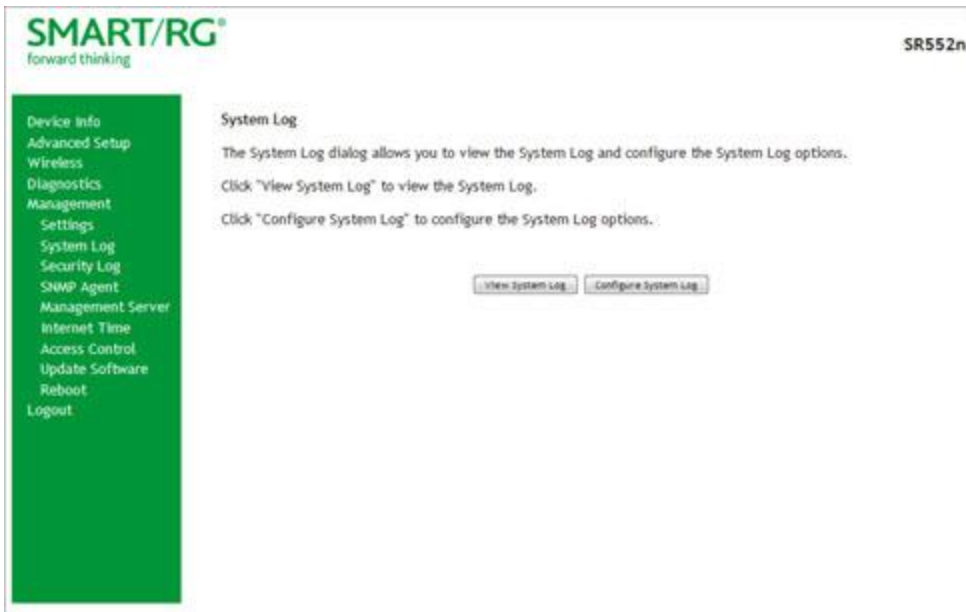 SMART/RG®
forward thinking
SR552n
Device Info
Advanced Setup
Wireless
Diagnostics
Management
Settings
System Log
Security Log
SNMP Agent
Management Server
Internet Time
Access Control
Update Software
Reboot
Logout
System Log
The System Log dialog allows you to view the System Log and configure the System Log options.
Click "View System Log" to view the System Log.
Click "Configure System Log" to configure the System Log options.
View System Log Configure System Log